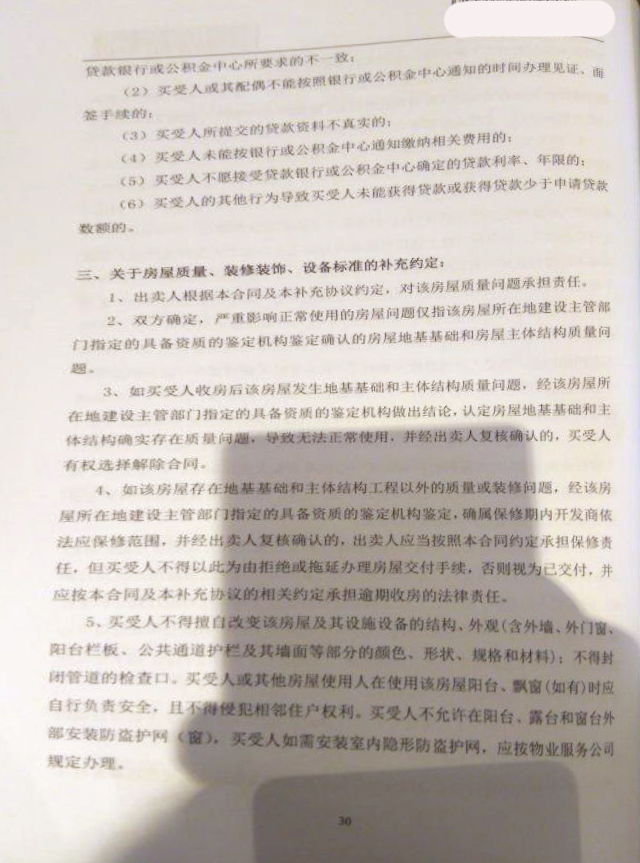 贷款银行或公积金中心所要求的不一致；
（2）买受人或其配偶不能按照银行或公积金中心通知的时间办理见证、面
签手续的；
（3）买受人所提交的贷款资料不真实的；
（4）买受人未能按银行或公积金中心通知缴纳相关费用的；
（5）买受人不愿接受贷款银行或公积金中心确定的贷款利率、年限的；
（6）买受人的其他行为导致买受人未能获得贷款或获得贷款少于申请贷款
数额的。
三、关于房屋质量、装修装饰、设备标准的补充约定：
1、出卖人根据本合同及本补充协议约定，对该房屋质量问题承担责任。
2、双方确定，严重影响正常使用的房屋问题仅指该房屋所在地建设主管部
门指定的具备资质的鉴定机构鉴定确认的房屋地基基础和房屋主体结构质量问
题。
3、如买受人收房后该房屋发生地基基础和主体结构质量问题，经该房屋所
在地建设主管部门指定的具备资质的鉴定机构做出结论，认定房屋地基基础和主
体结构确实存在质量问题，导致无法正常使用，并经出卖人复核确认的，买受人
有权选择解除合同。
4、如该房屋存在地基基础和主体结构工程以外的质量或装修问题，经该房
屋所在地建设主管部门指定的具备资质的鉴定机构鉴定，确属保修期内开发商依
法应保修范围，并经出卖人复核确认的，出卖人应当按照本合同约定承担保修责
任，但买受人不得以此为由拒绝或拖延办理房屋交付手续，否则视为已交付，并
应按本合同及本补充协议的相关约定承担逾期收房的法律责任。
5、买受人不得擅自改变该房屋及其设施设备的结构、外观(含外墙、外门窗、
阳台栏板、公共通道护栏及其墙面等部分的颜色、形状、规格和材料)；不得封
闭管道的检查口。买受人或其他房屋使用人在使用该房屋阳台、飘窗(如有)时应
自行负责安全，且不得侵犯相邻住户权利。买受人不允许在阳台、露台和窗台外
部安装防盗护网（窗），买受人如需安装室内隐形防盗护网，应按物业服务公司
规定办理。
30